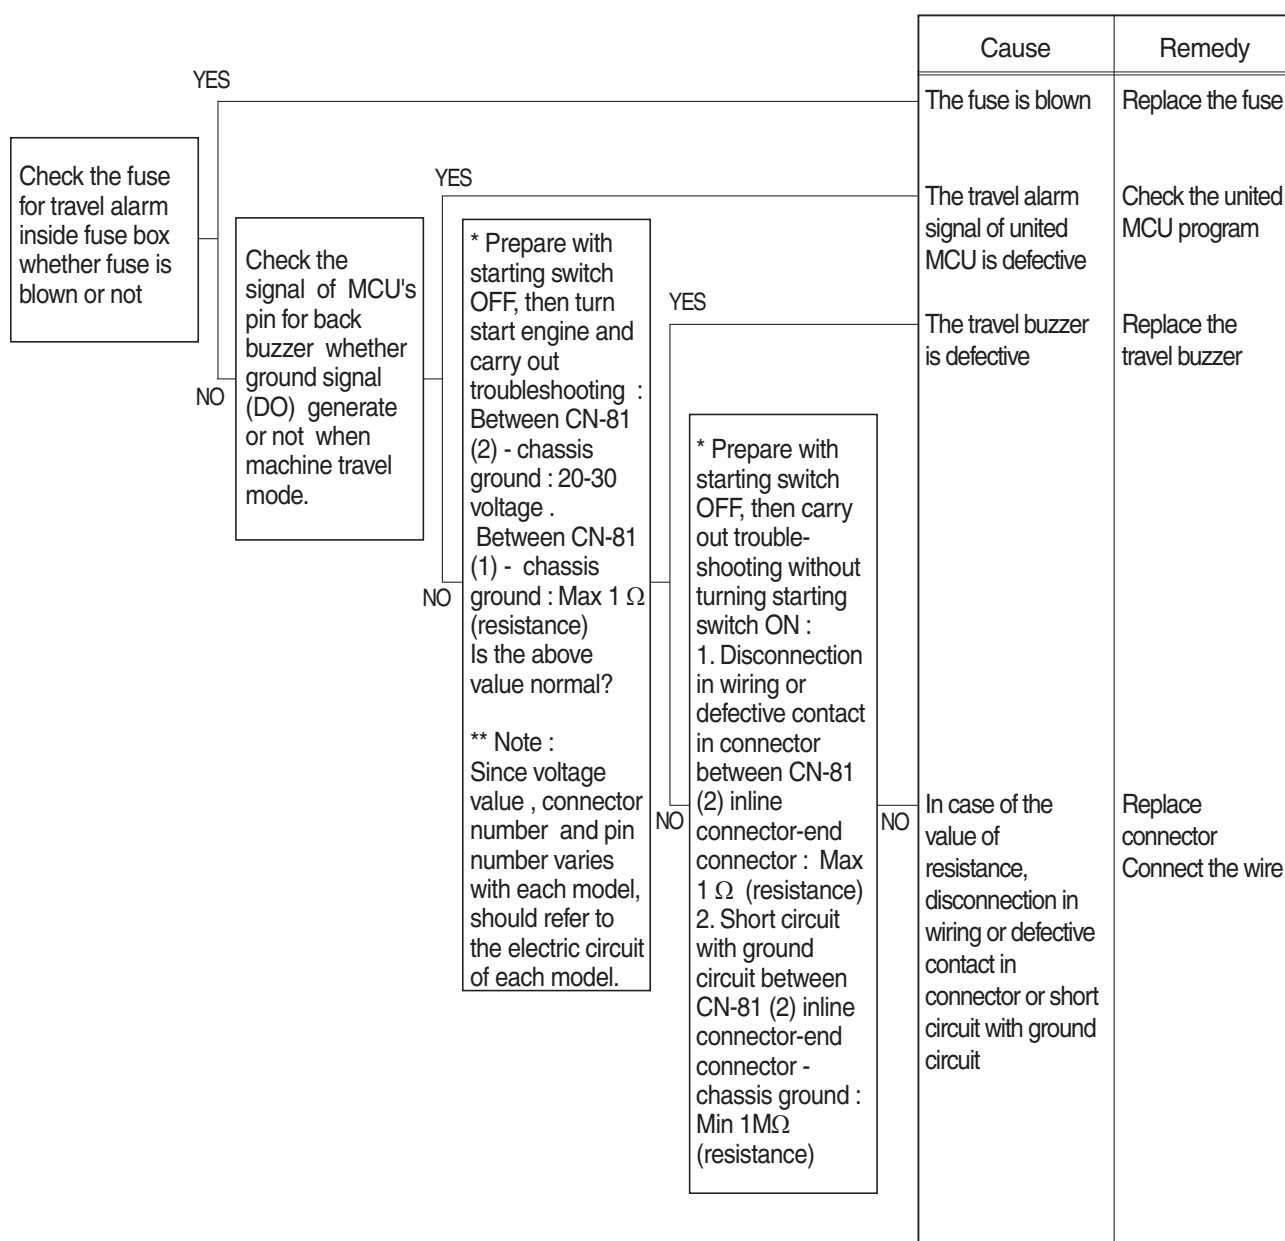 Cause
Remedy
YES
The fuse is blown
Replace the fuse
Check the fuse
for travel alarm
inside fuse box
whether fuse is
blown or not
NO
YES
The travel alarm
signal of united
MCU is defective
Check the united
MCU program
Check the
signal of MCU's
pin for back
buzzer whether
ground signal
(DO) generate
or not when
machine travel
mode.
NO
* Prepare with
starting switch
OFF, then turn
start engine and
carry out
troubleshooting :
Between CN-81
(2) - chassis
ground : 20-30
voltage .
Between CN-81
(1) - chassis
ground : Max 1 Ω
(resistance)
Is the above
value normal?
** Note :
Since voltage
value , connector
number and pin
number varies
with each model,
should refer to
the electric circuit
of each model.
YES
The travel buzzer
is defective
Replace the
travel buzzer
NO
* Prepare with
starting switch
OFF, then carry
out trouble-
shooting without
turning starting
switch ON :
1. Disconnection
in wiring or
defective contact
in connector
between CN-81
(2) inline
connector-end
connector : Max
1 Ω (resistance)
2. Short circuit
with ground
circuit between
CN-81 (2) inline
connector-end
connector -
chassis ground :
Min 1MΩ
(resistance)
NO
In case of the
value of
resistance,
disconnection in
wiring or defective
contact in
connector or short
circuit with ground
circuit
Replace
connector
Connect the wire